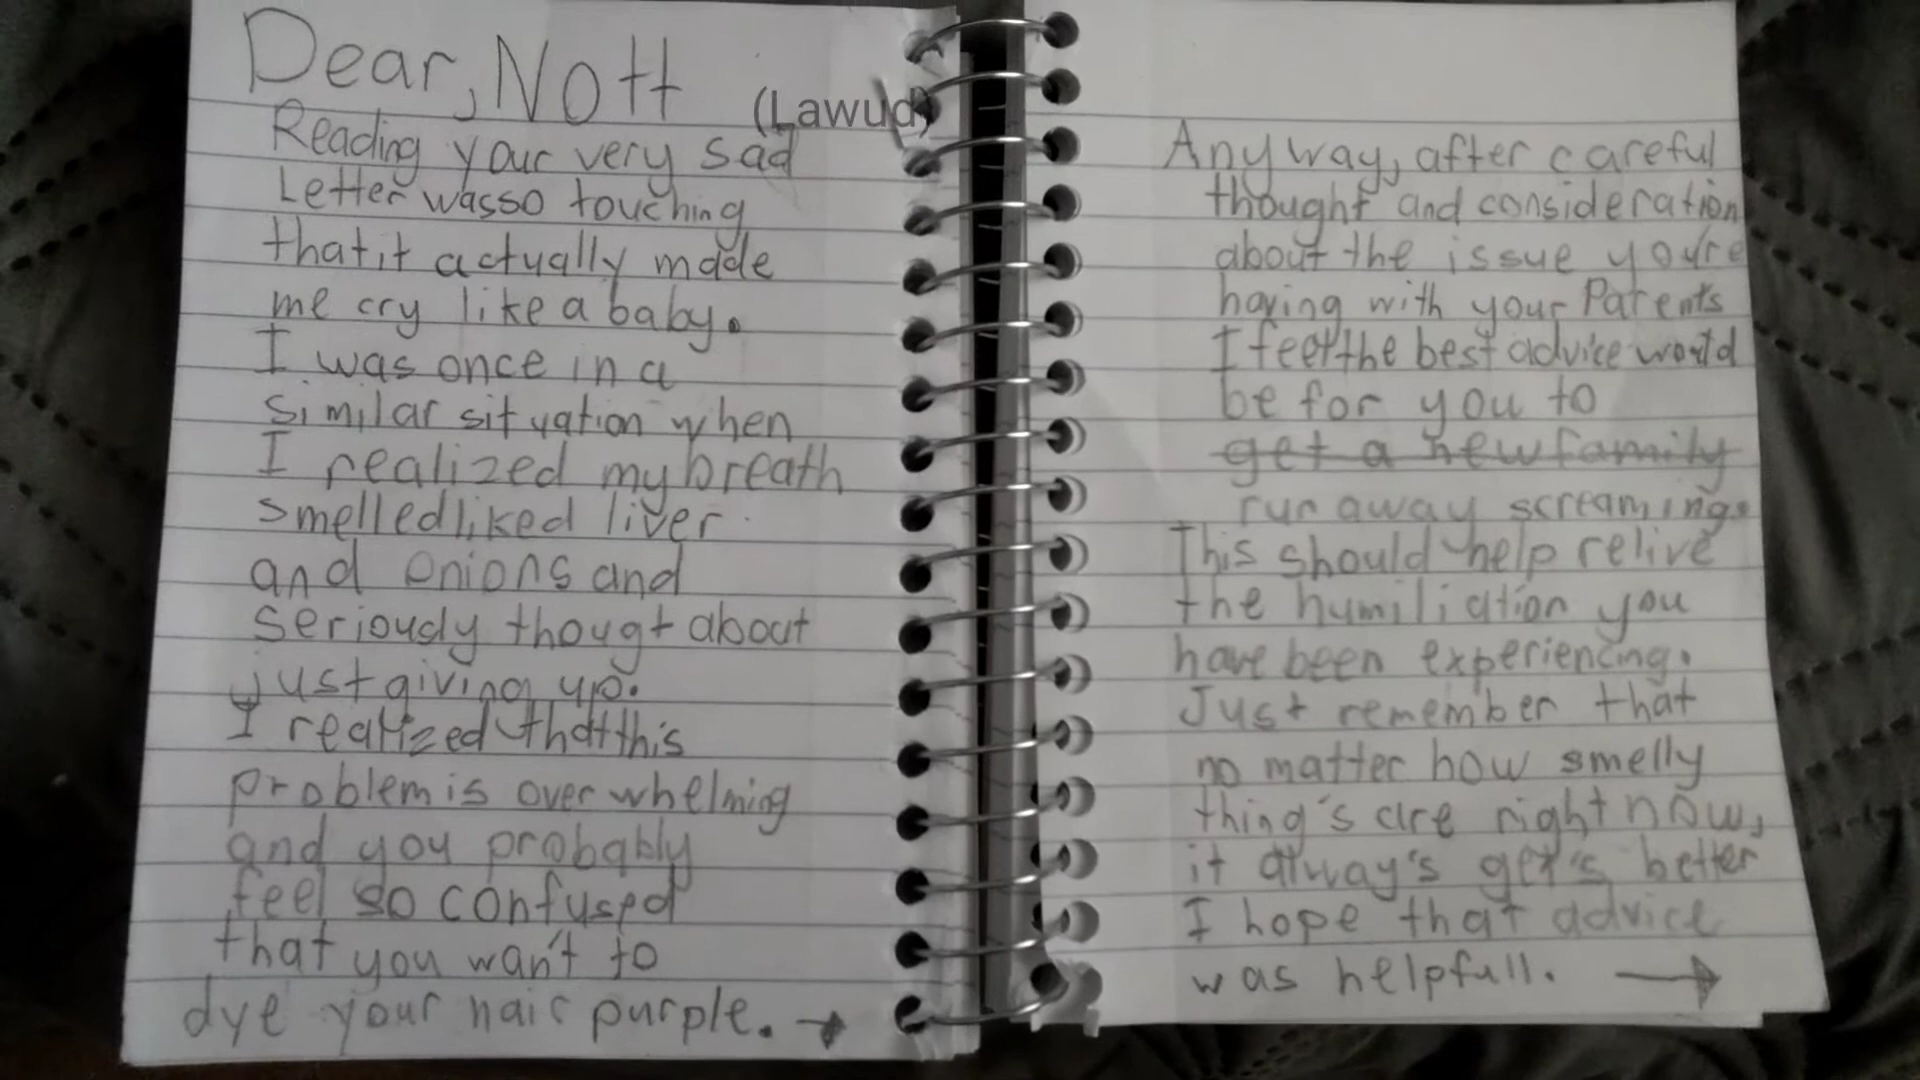 Dear, Nott
(Lawud)
Reading your very sad
Letter wasso touching
thatit actually made
me cry like a baby.
I was once in a
similar situation when
I realized my breath
smelledliked liver
and onions and
seriously thougt about
just giving up.
I realized thatthis
problem is over whelming
and you probably
feel so confused
that you wan't to
dye your hair purple. →
Any way, after careful
thought and consideration
about the issue you're
having with your Parents
I feelthe best advice would
be for you to
get a new family
run away screaming.
This should help relive
the humiliation you
have been experiencing.
Just remember that
no matter how smelly
thing's are right now,
it alway's get's better
I hope that advice
was helpfull. →